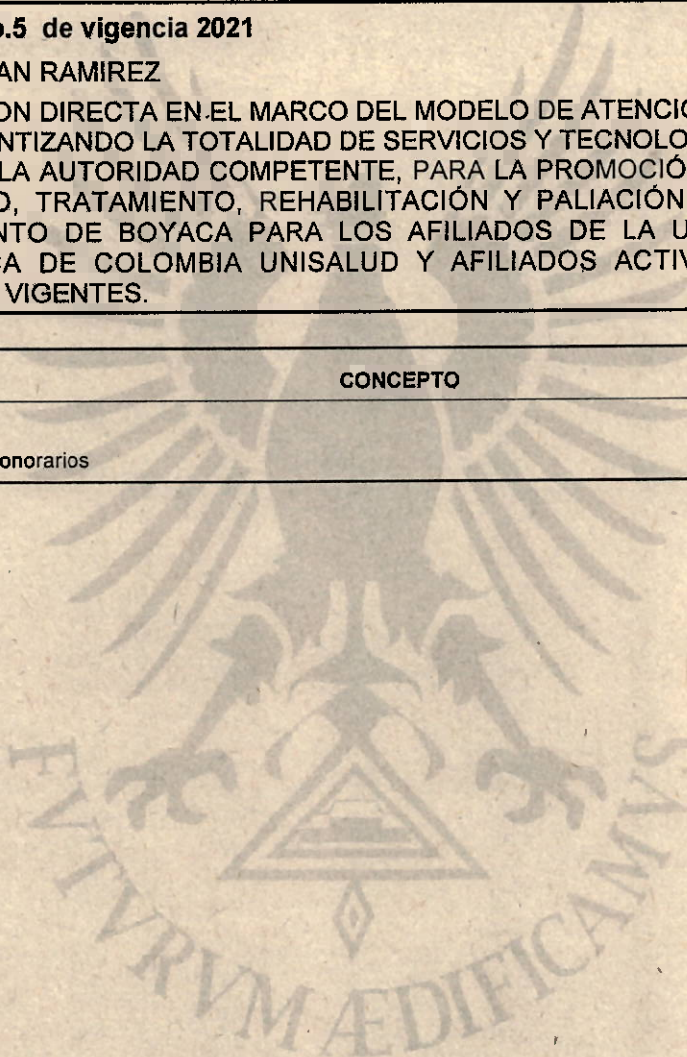 o.5 de vigencia 2021
AN RAMIREZ
ON DIRECTA EN EL MARCO DEL MODELO DE ATENCIO
NTIZANDO LA TOTALIDAD DE SERVICIOS Y TECNOLO
LA AUTORIDAD COMPETENTE, PARA LA PROMOCIÓ
D, TRATAMIENTO, REHABILITACIÓN Y PALIACIÓN
NTO DE BOYACA PARA LOS AFILIADOS DE LA U
CA DE COLOMBIA UNISALUD Y AFILIADOS ACTIV
VIGENTES.
CONCEPTO
onorarios
FVTVRVM ÆDIFICAMVS